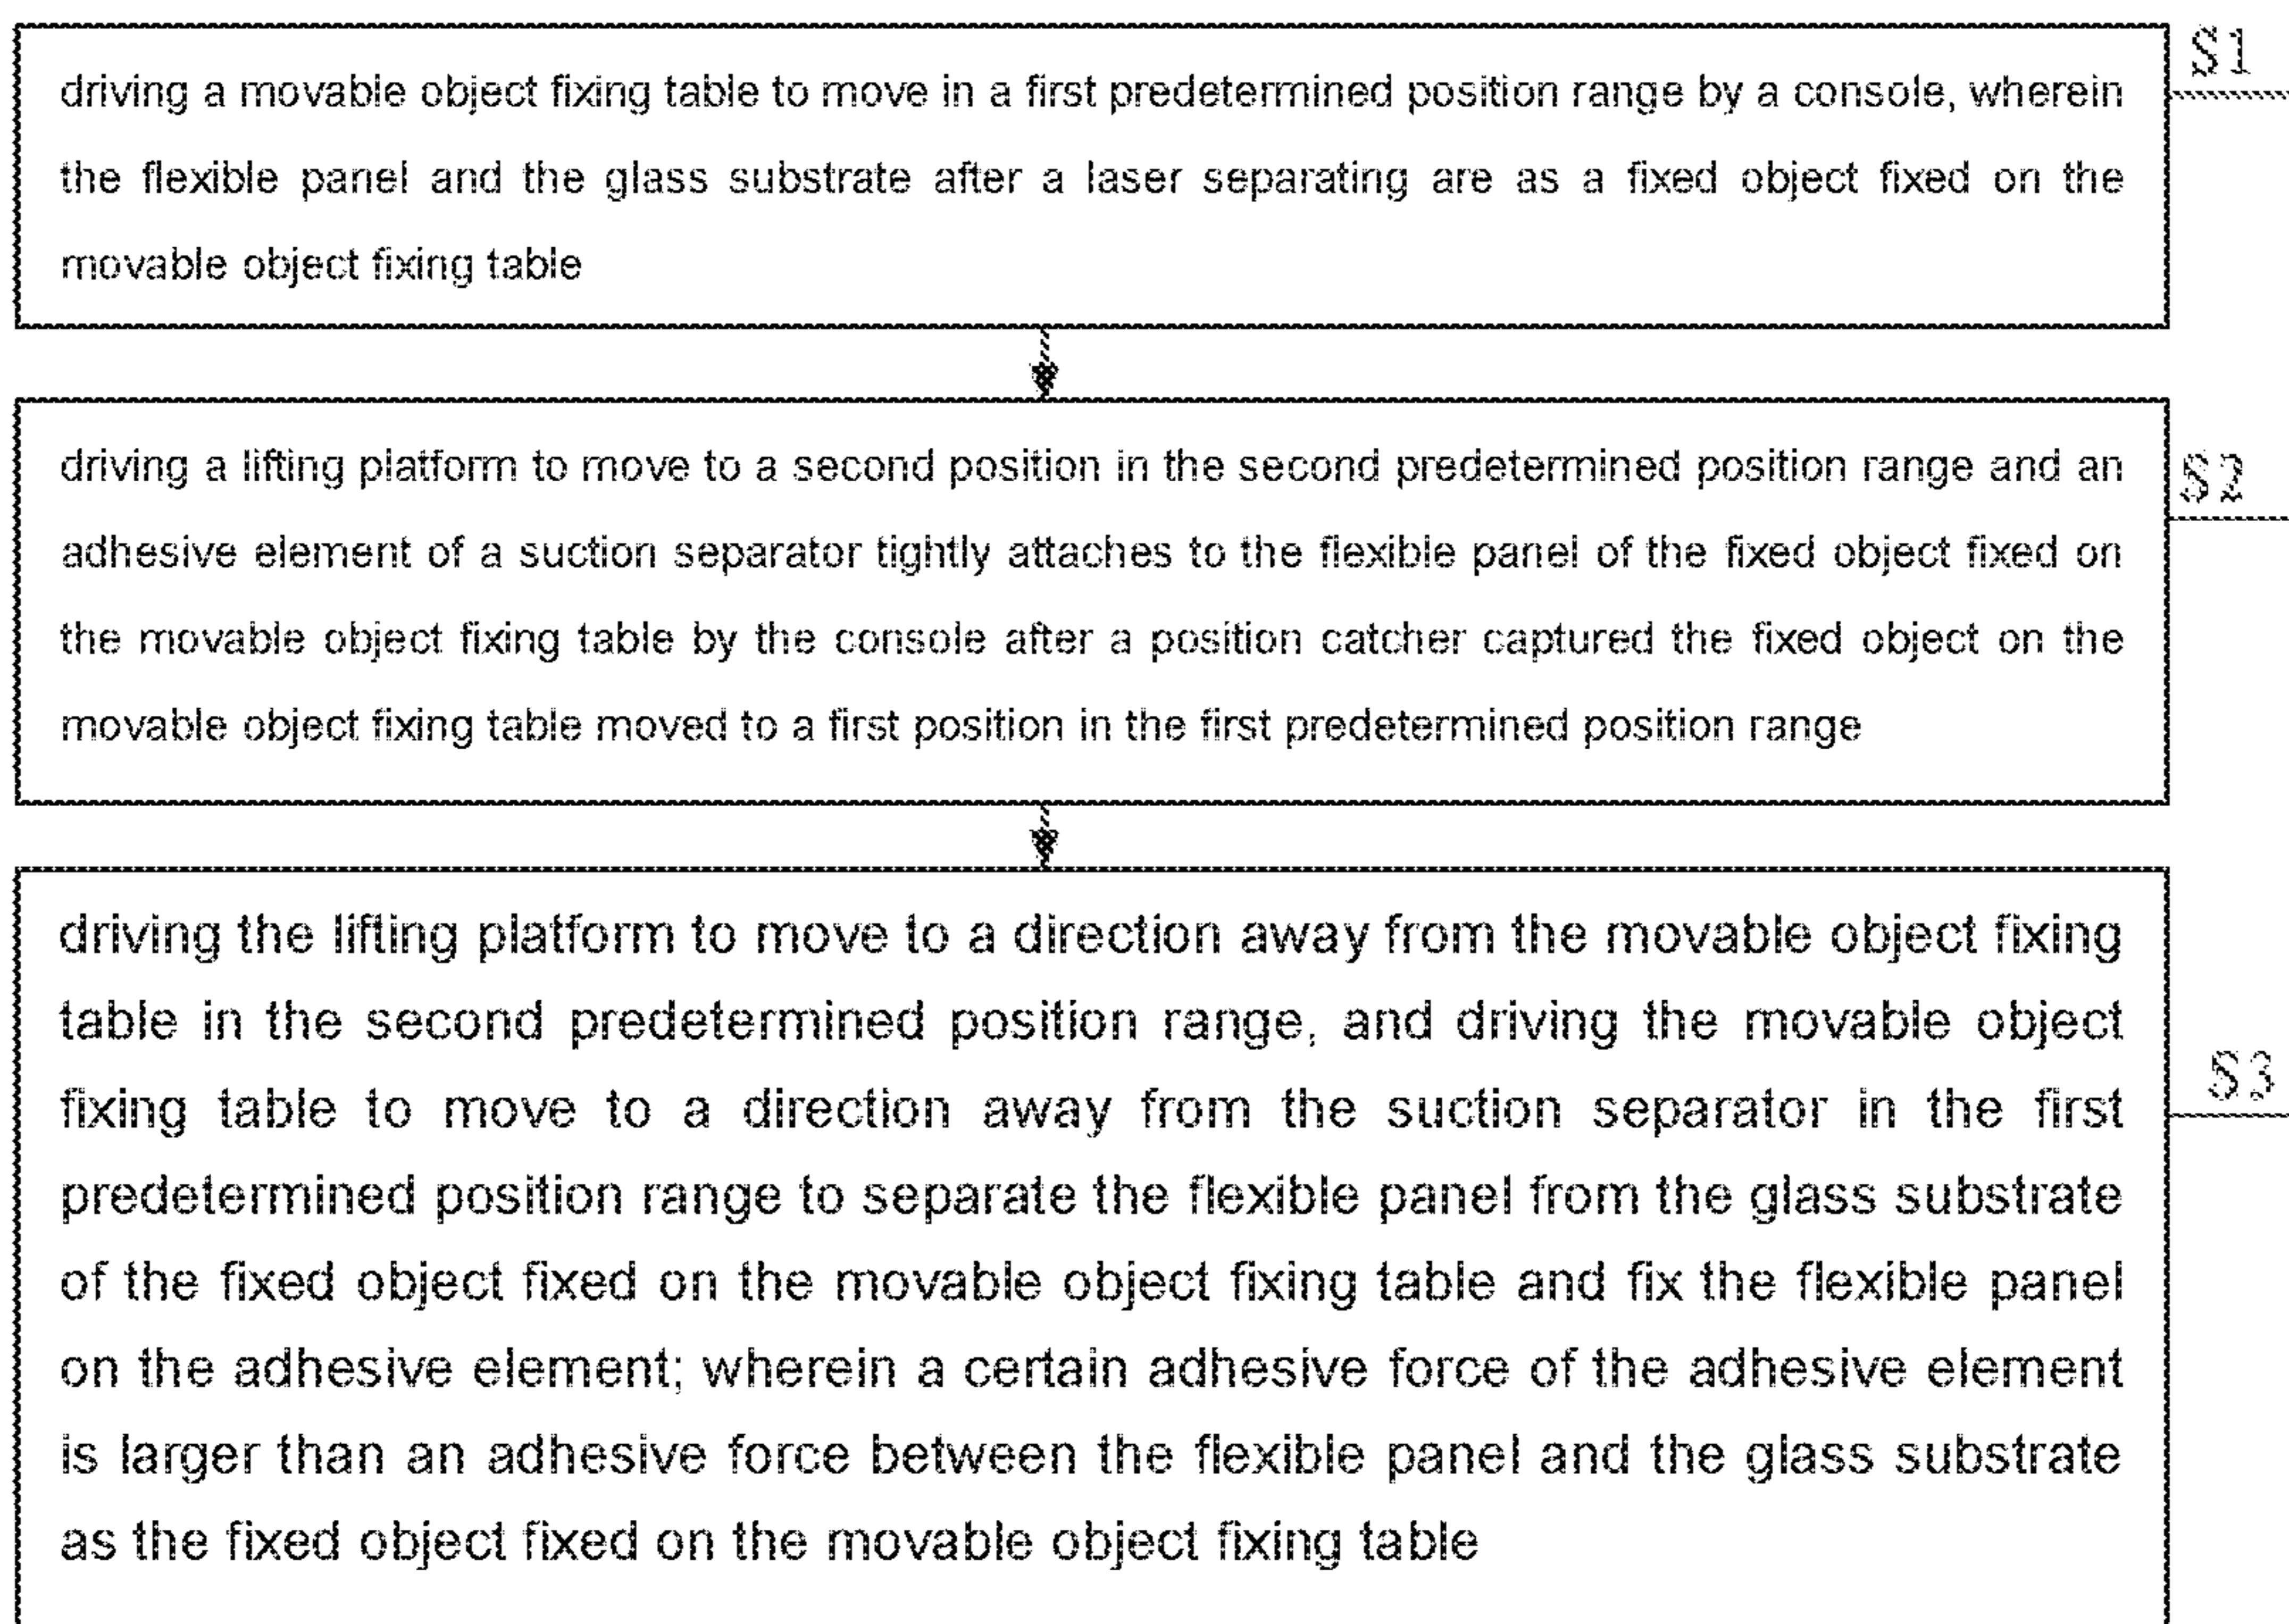 driving a movable object fixing table to move in a first predetermined position range by a console, wherein
the flexible panel and the glass substrate after a laser separating are as a fixed object fixed on the
movable object fixing table
S1
driving a lifting platform to move to a second position in the second predetermined position range and an
adhesive element of a suction separator tightly attaches to the flexible panel of the fixed object fixed on
the movable object fixing table by the console after a position catcher captured the fixed object on the
movable object fixing table moved to a first position in the first predetermined position range
S2
driving the lifting platform to move to a direction away from the movable object fixing
table in the second predetermined position range, and driving the movable object
fixing table to move to a direction away from the suction separator in the first
predetermined position range to separate the flexible panel from the glass substrate
of the fixed object fixed on the movable object fixing table and fix the flexible panel
on the adhesive element; wherein a certain adhesive force of the adhesive element
is larger than an adhesive force between the flexible panel and the glass substrate
as the fixed object fixed on the movable object fixing table
S3